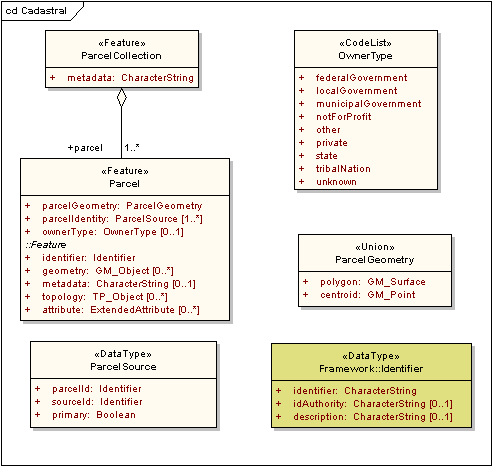 cd Cadastral
«Feature»
ParcelCollection
+ metadata: CharacterString
+parcel 1..*
«Feature»
Parcel
+ parcelGeometry: ParcelGeometry
+ parcelIdentity: ParcelSource [1..*]
+ ownerType: OwnerType [0..1]
::Feature
+ identifier: Identifier
+ geometry: GM_Object [0..*]
+ metadata: CharacterString [0..1]
+ topology: TP_Object [0..*]
+ attribute: ExtendedAttribute [0..*]
«DataType»
ParcelSource
+ parcelId: Identifier
+ sourceId: Identifier
+ primary: Boolean
«CodeList»
OwnerType
+ federalGovernment
+ localGovernment
+ municipalGovernment
+ notForProfit
+ other
+ private
+ state
+ tribalNation
+ unknown
«Union»
ParcelGeometry
+ polygon: GM_Surface
+ centroid: GM_Point
«DataType»
Framework::Identifier
+ identifier: CharacterString
+ idAuthority: CharacterString [0..1]
+ description: CharacterString [0..1]